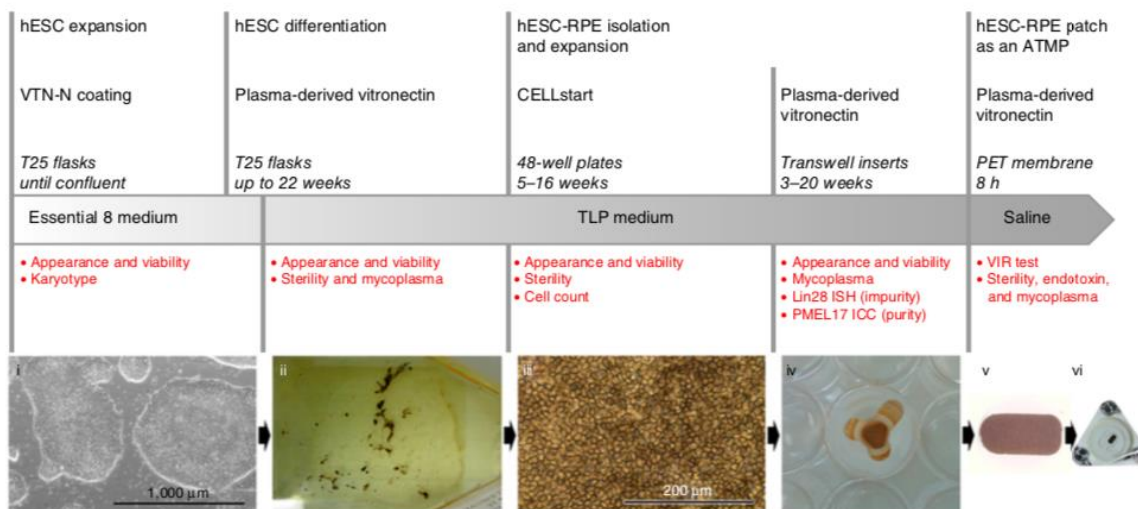 hESC expansion
VTN-N coating
T25 flasks
until confluent
hESC differentiation
Plasma-derived vitronectin
T25 flasks
up to 22 weeks
hESC-RPE isolation
and expansion
CELLstart
48-well plates
5–16 weeks
Plasma-derived
vitronectin
Transwell inserts
3–20 weeks
hESC-RPE patch
as an ATMP
Plasma-derived
vitronectin
PET membrane
8 h
Essential 8 medium
TLP medium
Saline
• Appearance and viability
• Karyotype
• Appearance and viability
• Sterility and mycoplasma
• Appearance and viability
• Sterility
• Cell count
• Appearance and viability
• Mycoplasma
• Lin28 ISH (impurity)
• PMEL17 ICC (purity)
• VIR test
• Sterility, endotoxin,
and mycoplasma
i
1,000 μm
ii
iii
200 μm
iv
v
vi